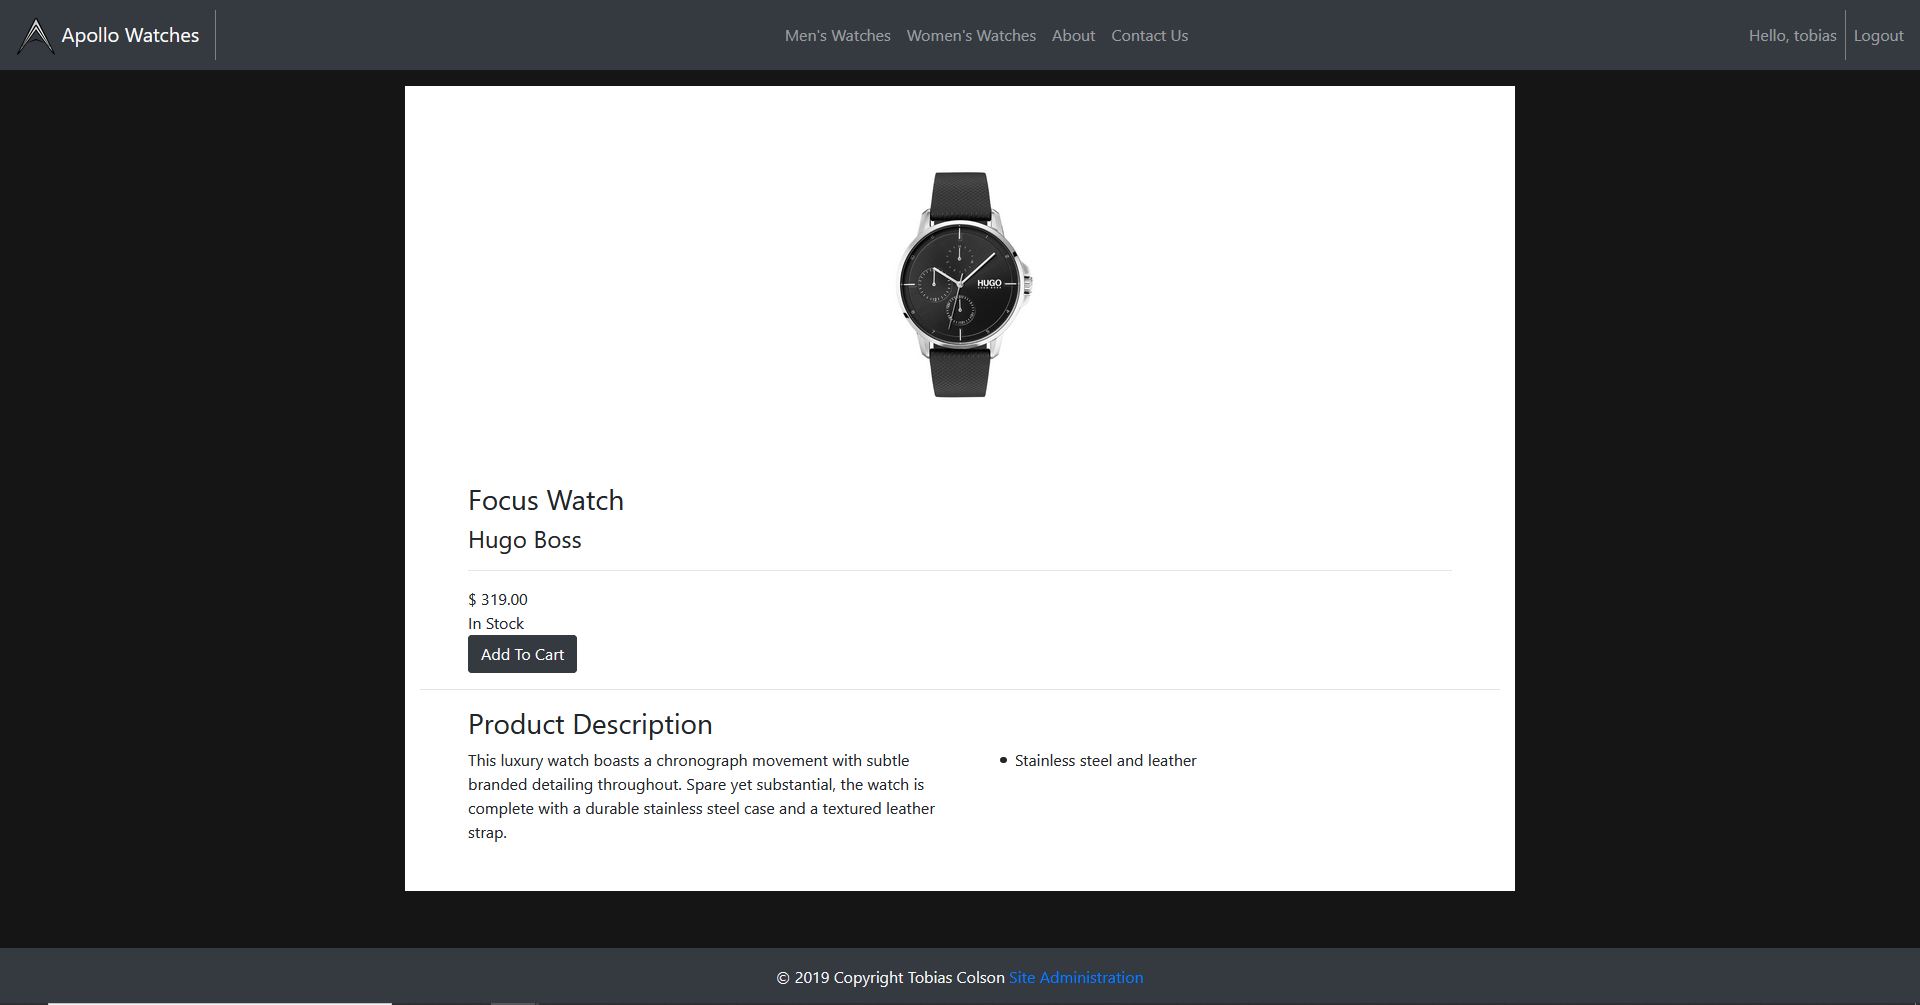 Apollo Watches
Men's Watches Women's Watches About Contact Us
Hello, tobias Logout
HUGO
Focus Watch
Hugo Boss
$ 319.00
In Stock
Add To Cart
Product Description
This luxury watch boasts a chronograph movement with subtle
branded detailing throughout. Spare yet substantial, the watch is
complete with a durable stainless steel case and a textured leather
strap.
Stainless steel and leather
© 2019 Copyright Tobias Colson Site Administration